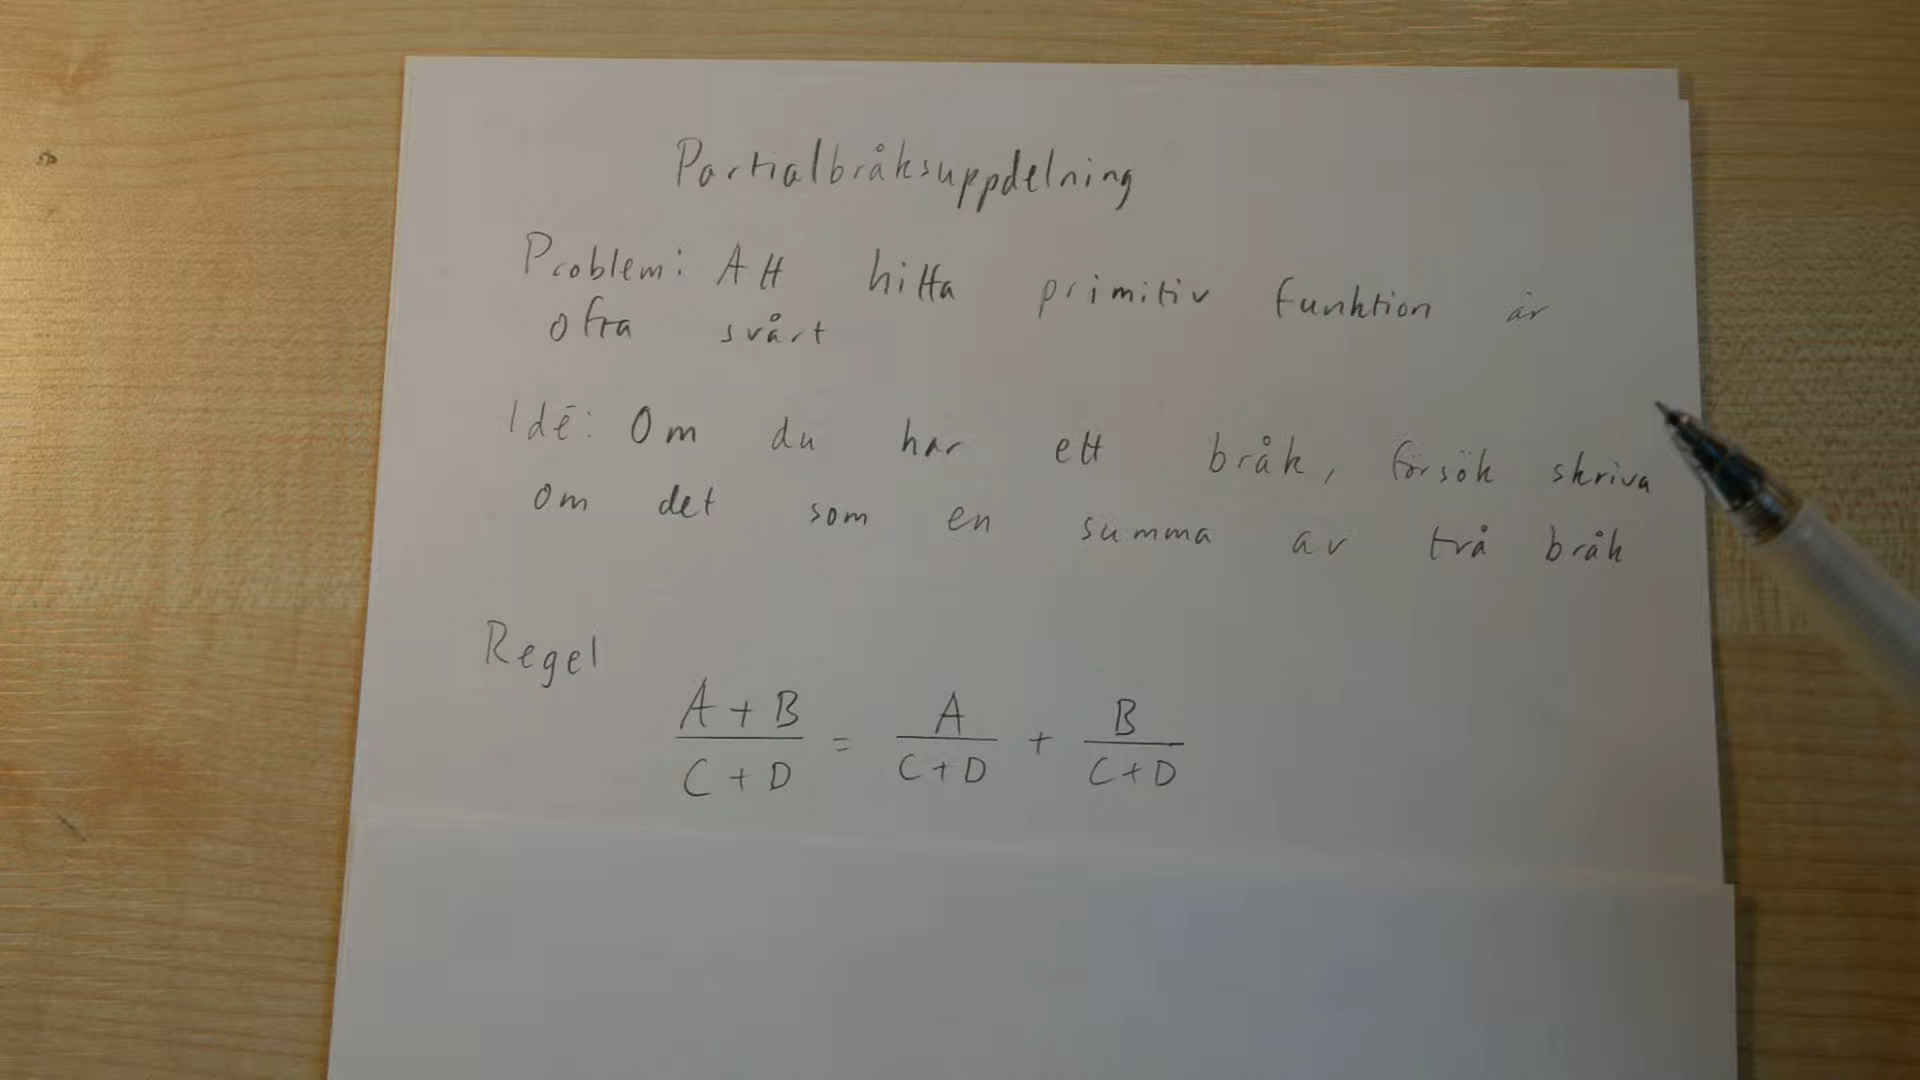 Partialbråksuppdelning
Problem: Att hitta primitiv funktion är
ofta svårt
Idé: Om du har ett bråk, försök skriva
om det som en summa av två bråk
Regel
A + B / C + D = A / C + D + B / C + D